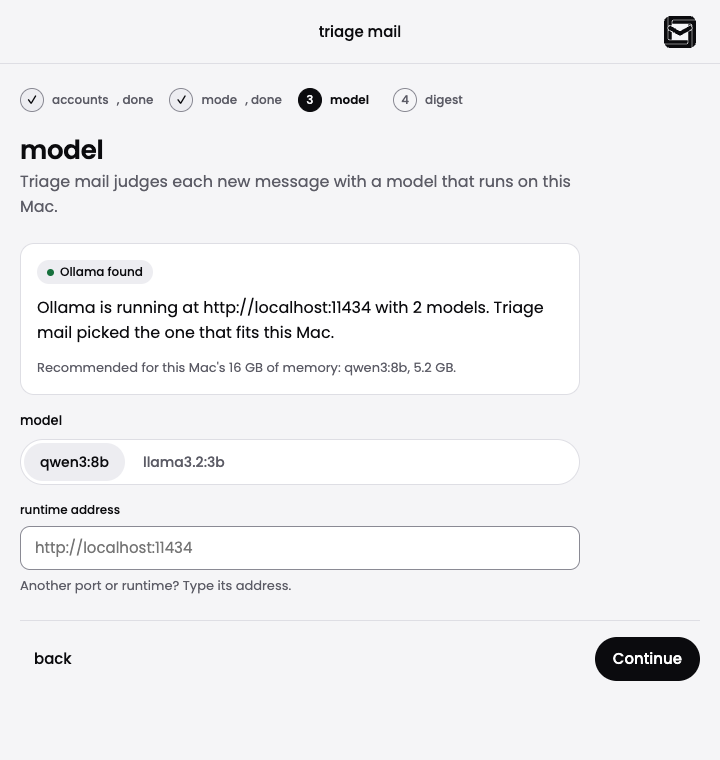 triage mail
accounts , done mode , done 3 model 4 digest
model
Triage mail judges each new message with a model that runs on this
Mac.
Ollama found
Ollama is running at http://localhost:11434 with 2 models. Triage
mail picked the one that fits this Mac.
Recommended for this Mac's 16 GB of memory: qwen3:8b, 5.2 GB.
model
qwen3:8b llama3.2:3b
runtime address
http://localhost:11434
Another port or runtime? Type its address.
back Continue